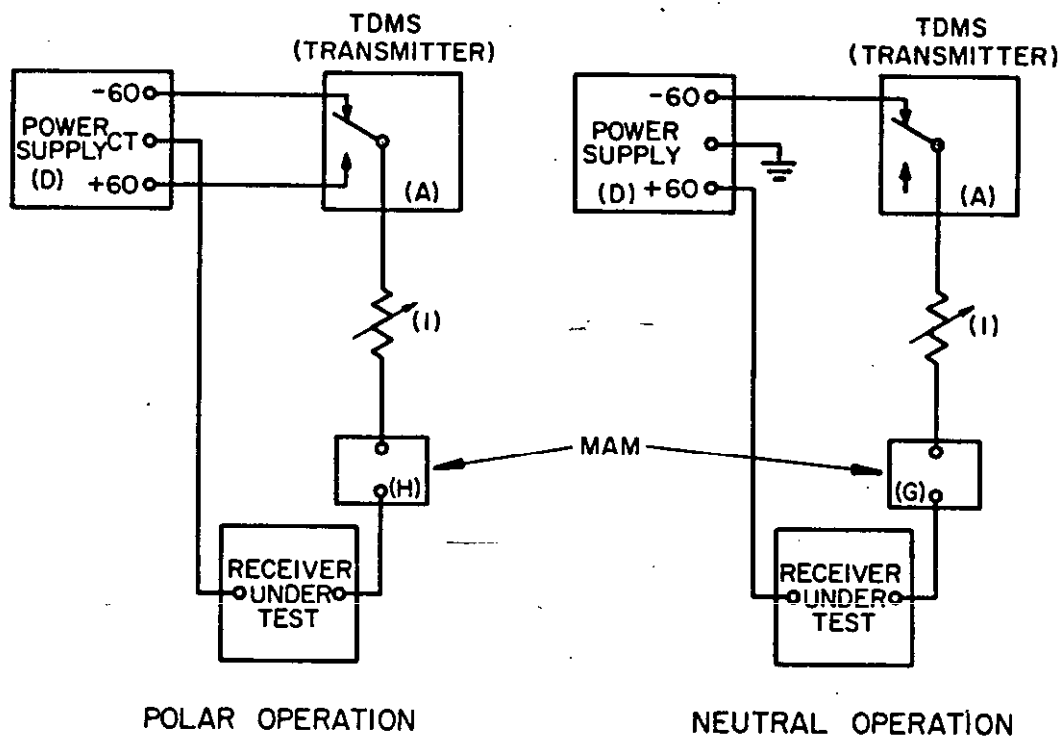 TDMS
(TRANSMITTER)
-60
POWER
SUPPLY CT
(D)
+60
(A)
(I)
(H)
RECEIVER
UNDER
TEST
POLAR OPERATION
MAM
TDMS
(TRANSMITTER)
-60
POWER
SUPPLY
(D) +60
(A)
(I)
(G)
RECEIVER
UNDER
TEST
NEUTRAL OPERATION